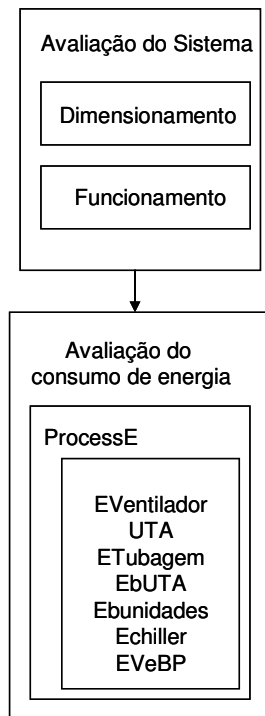 Avaliação do Sistema
Dimensionamento
Funcionamento
Avaliação do
consumo de energia
ProcessE
EVentilador
UTA
ETubagem
EbUTA
Ebunidades
Echiller
EVeBP